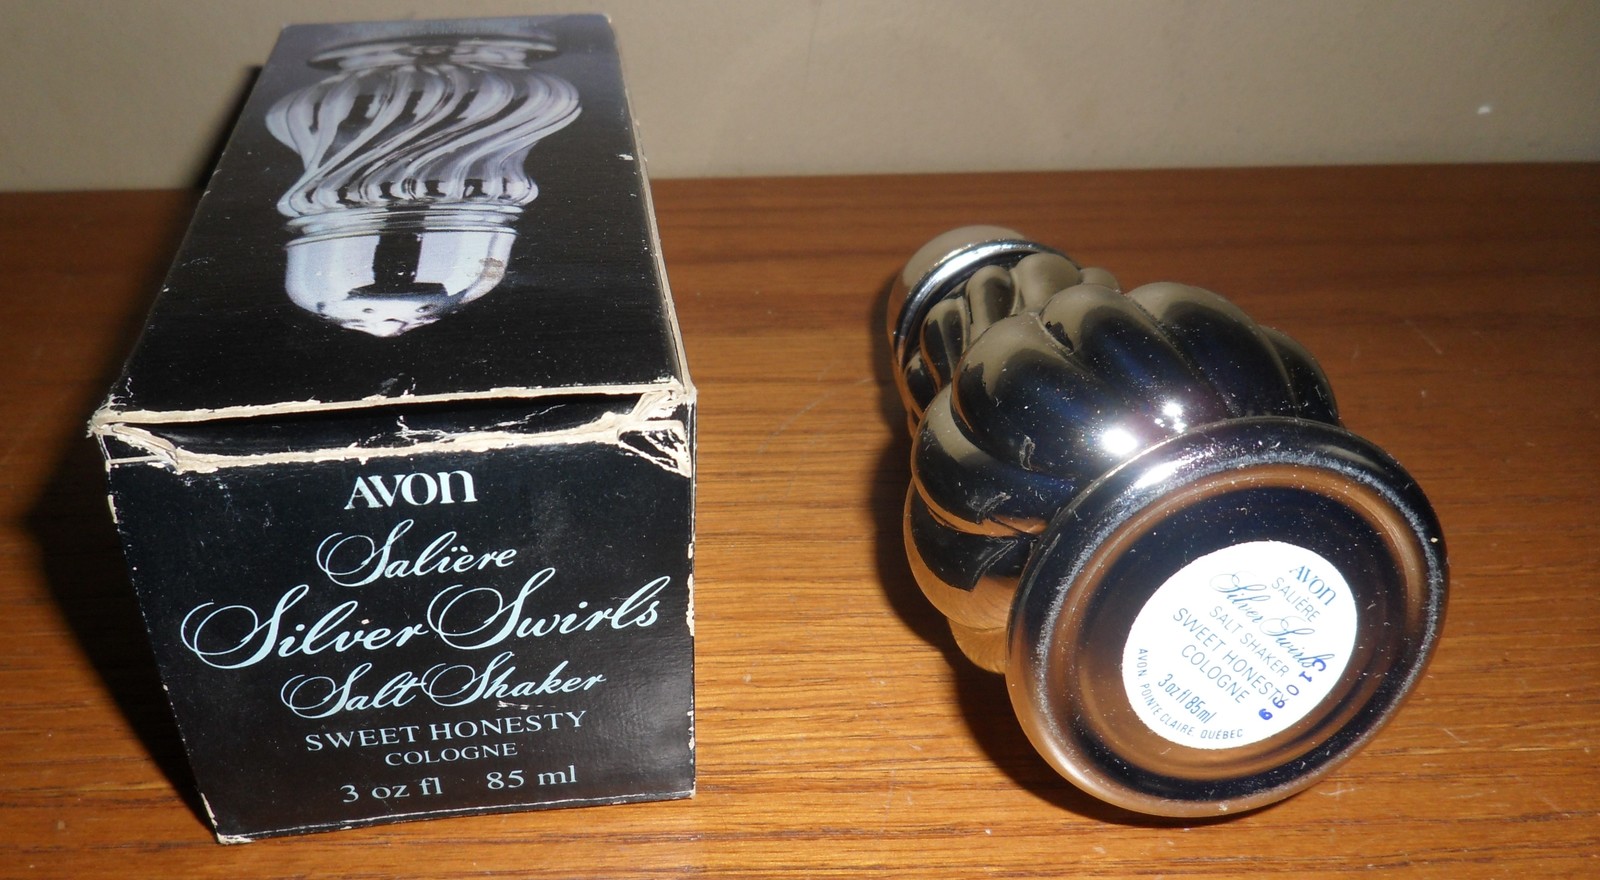 AVON
Salière
Silver Swirls
Salt Shaker
SWEET HONESTY
COLOGNE
3 oz fl 85 ml
AVON
SALIÈRE
Silver Swirls
SALT SHAKER
SWEET HONESTY
COLOGNE
3 oz fl 85 ml
AVON POINTE CLAIRE, QUÉBEC